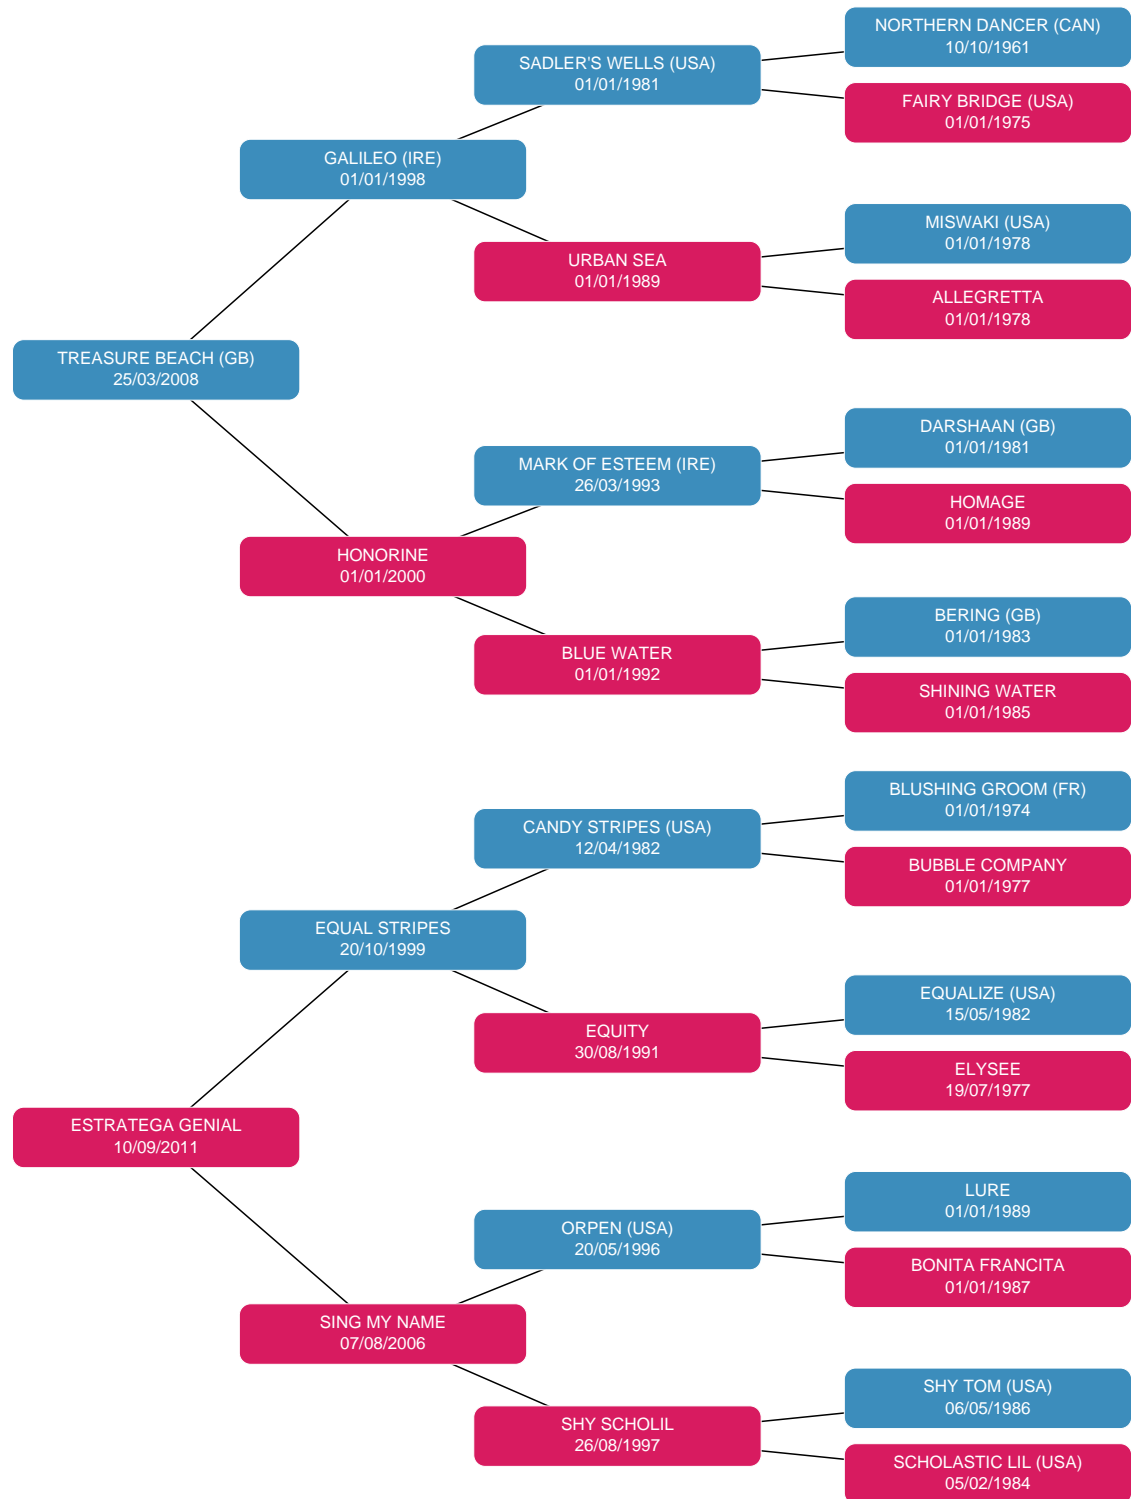 NORTHERN DANCER (CAN)
10/10/1961
SADLER'S WELLS (USA)
01/01/1981
FAIRY BRIDGE (USA)
01/01/1975
GALILEO (IRE)
01/01/1998
MISWAKI (USA)
01/01/1978
URBAN SEA
01/01/1989
ALLEGRETTA
01/01/1978
TREASURE BEACH (GB)
25/03/2008
DARSHAAN (GB)
01/01/1981
MARK OF ESTEEM (IRE)
26/03/1993
HOMAGE
01/01/1989
HONORINE
01/01/2000
BERING (GB)
01/01/1983
BLUE WATER
01/01/1992
SHINING WATER
01/01/1985
BLUSHING GROOM (FR)
01/01/1974
CANDY STRIPES (USA)
12/04/1982
BUBBLE COMPANY
01/01/1977
EQUAL STRIPES
20/10/1999
EQUALIZE (USA)
15/05/1982
EQUITY
30/08/1991
ELYSEE
19/07/1977
ESTRATEGA GENIAL
10/09/2011
LURE
01/01/1989
ORPEN (USA)
20/05/1996
BONITA FRANCITA
01/01/1987
SING MY NAME
07/08/2006
SHY TOM (USA)
06/05/1986
SHY SCHOLIL
26/08/1997
SCHOLASTIC LIL (USA)
05/02/1984